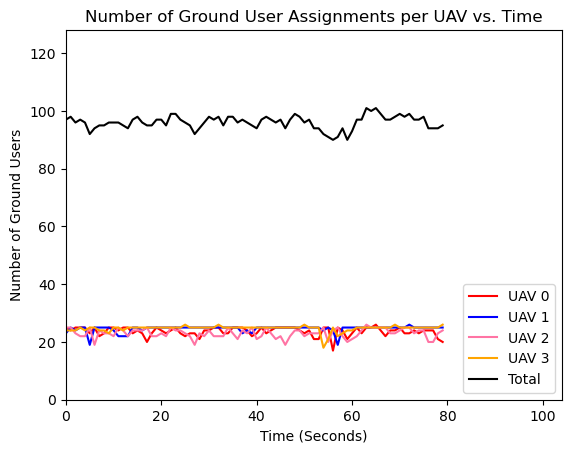 Number of Ground User Assignments per UAV vs. Time
Number of Ground Users
120
100
80
60
40
20
0
0 20 40 60 80 100
Time (Seconds)
UAV 0
UAV 1
UAV 2
UAV 3
Total